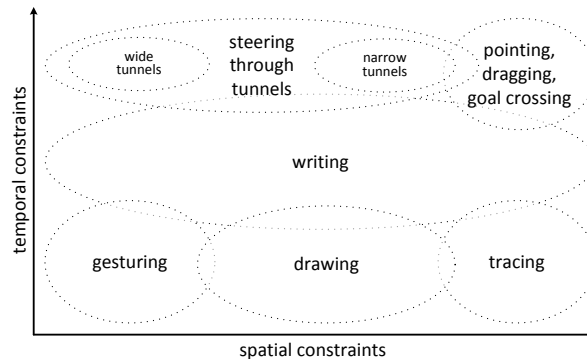 temporal constraints
wide
tunnels
steering
through
tunnels
narrow
tunnels
pointing,
dragging,
goal crossing
writing
gesturing
drawing
tracing
spatial constraints